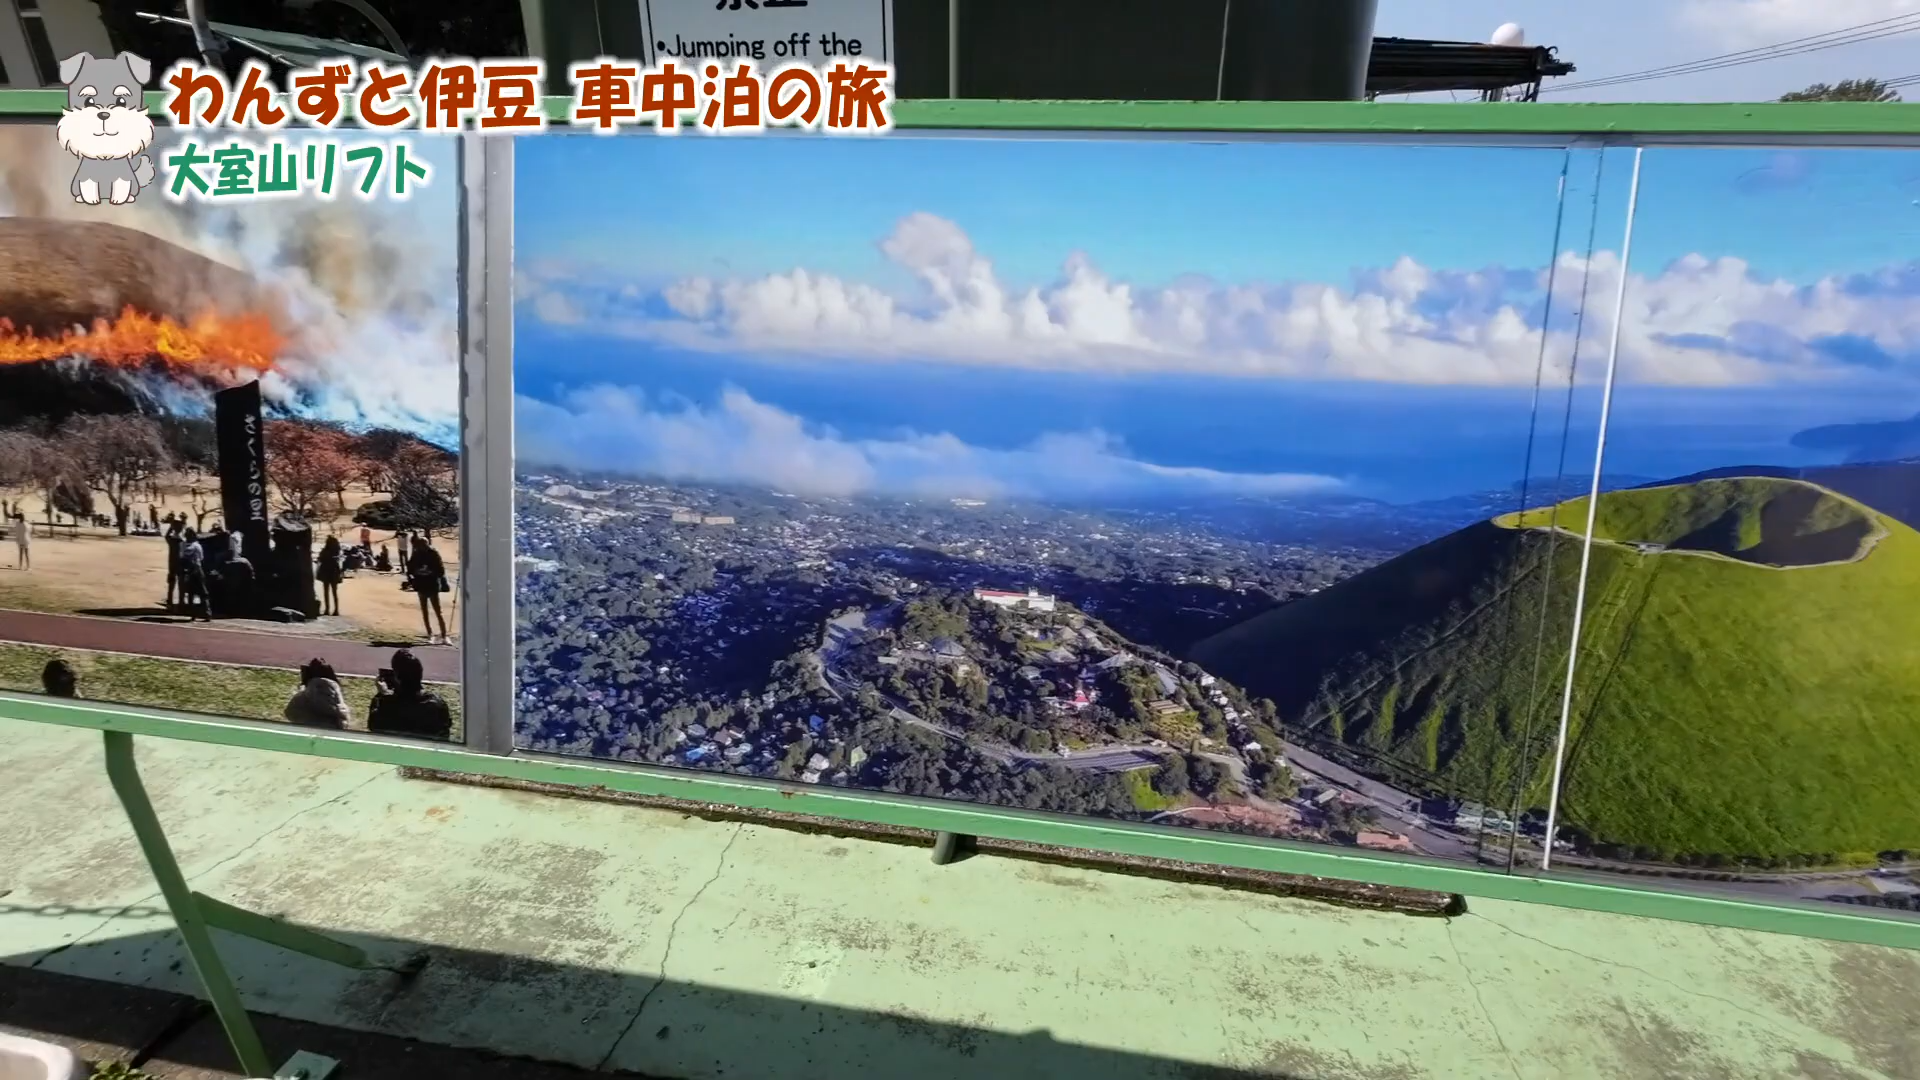 •Jumping off the
わんずと伊豆 車中泊の旅
大室山リフト
さくらの里